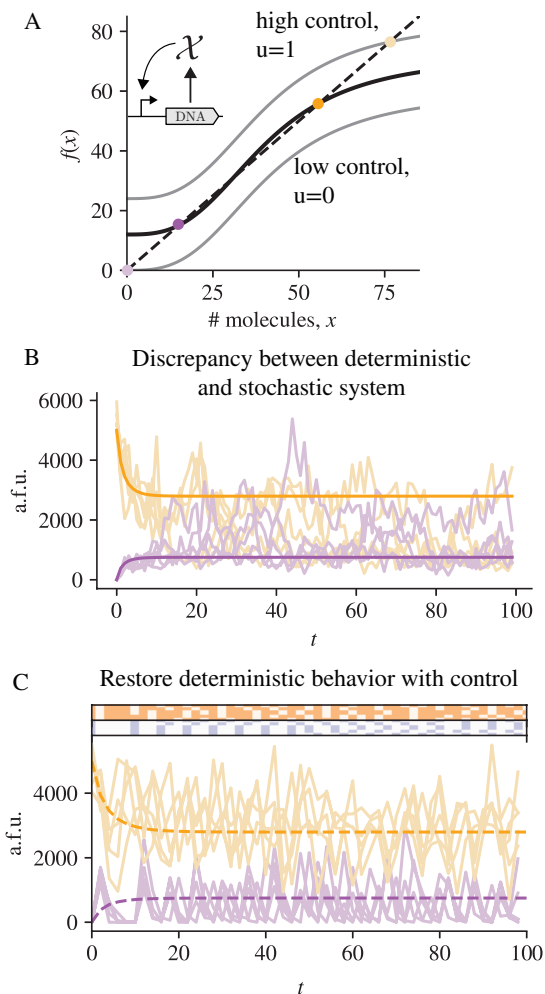 A
high control,
u=1
80
60
40
20
0
f(x)
𝒳
DNA
low control,
u=0
0
25
50
75
# molecules, x
B
Discrepancy between deterministic
and stochastic system
6000
4000
2000
0
a.f.u.
0
20
40
60
80
100
t
C
Restore deterministic behavior with control
4000
2000
0
a.f.u.
0
20
40
60
80
100
t